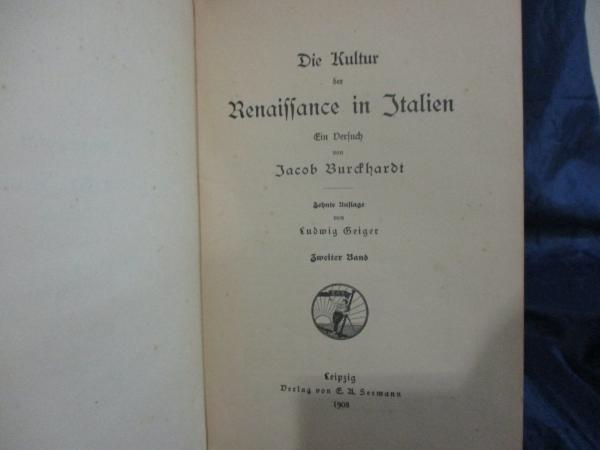 Die Kultur
der
Renaissance in Italien
Ein Versuch
von
Jacob Burckhardt
Zehnte Auflage
von
Ludwig Geiger
Zweiter Band
Leipzig
Verlag von E. A. Seemann
1908